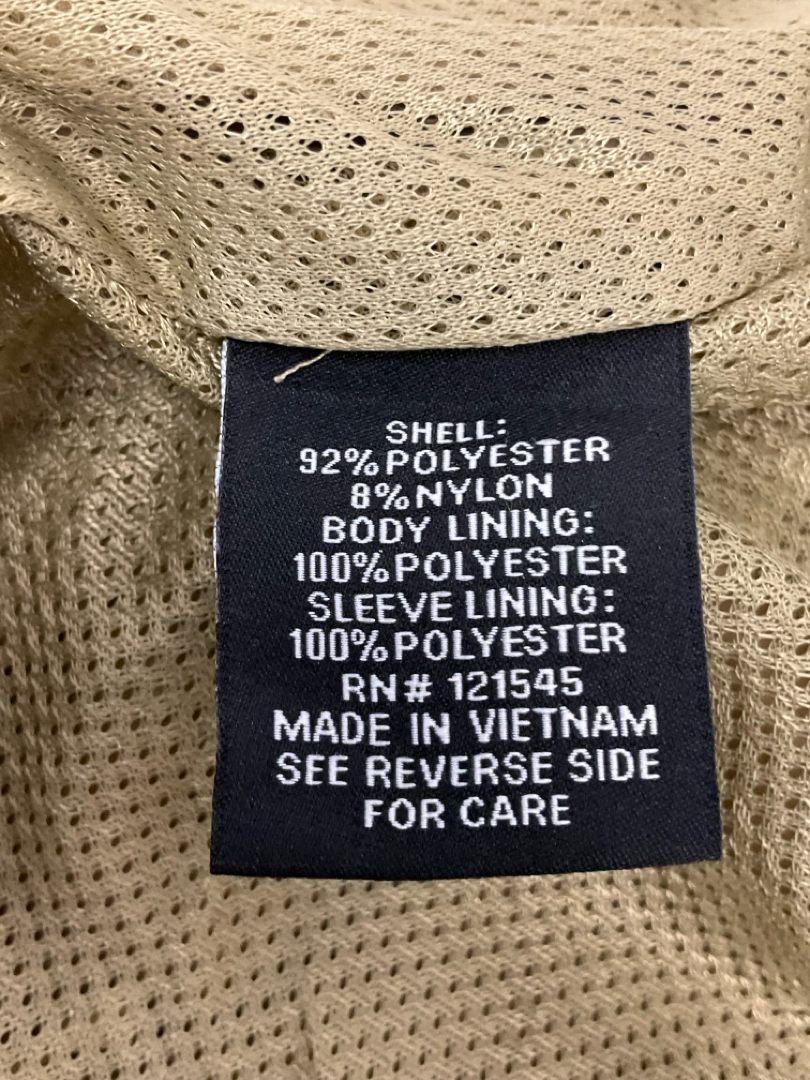 SHELL:
92% POLYESTER
8% NYLON
BODY LINING:
100% POLYESTER
SLEEVE LINING:
100% POLYESTER
RN# 121545
MADE IN VIETNAM
SEE REVERSE SIDE
FOR CARE